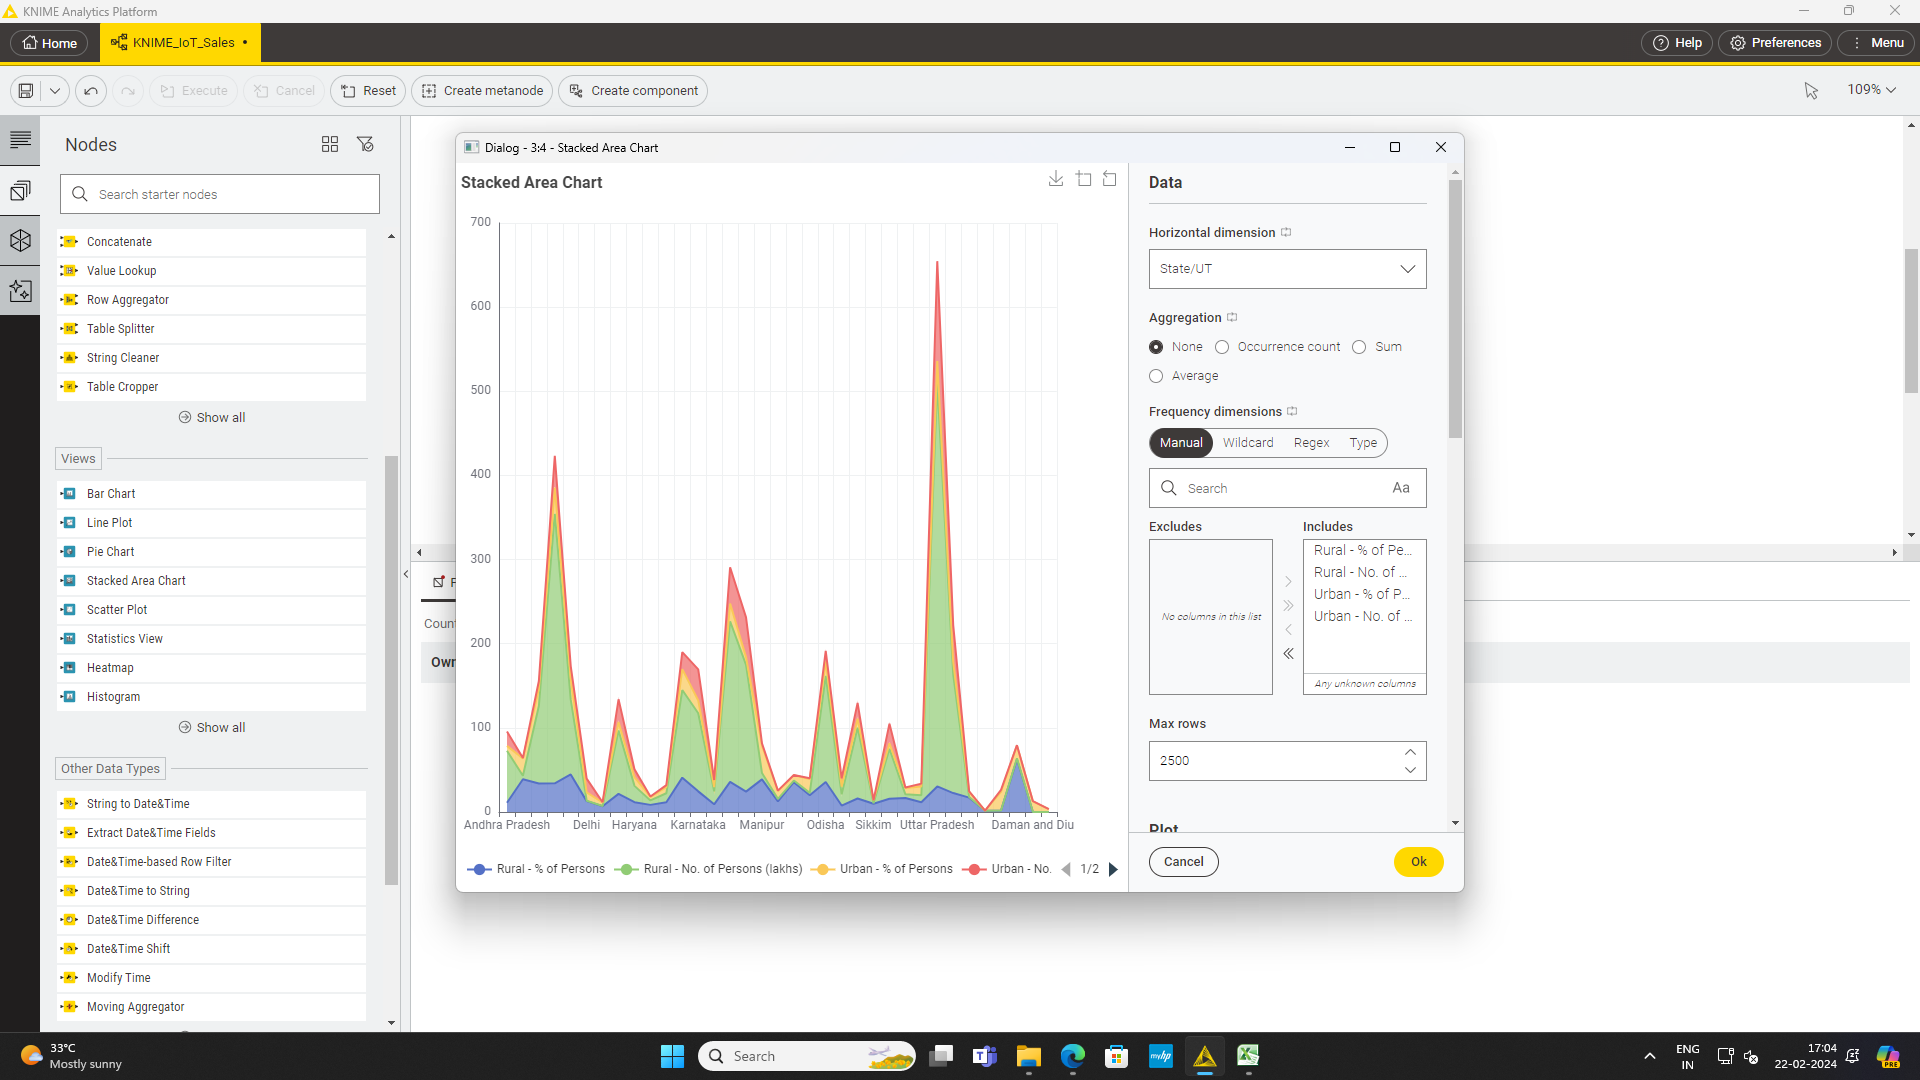 KNIME Analytics Platform
Home
KNIME_IoT_Sales
Help
Preferences
Menu
Execute
Cancel
Reset
Create metanode
Create component
109%
Nodes
Search starter nodes
Concatenate
Value Lookup
Row Aggregator
Table Splitter
String Cleaner
Table Cropper
Show all
Views
Bar Chart
Line Plot
Pie Chart
Stacked Area Chart
Scatter Plot
Statistics View
Heatmap
Histogram
Show all
Other Data Types
String to Date&Time
Extract Date&Time Fields
Date&Time-based Row Filter
Date&Time to String
Date&Time Difference
Date&Time Shift
Modify Time
Moving Aggregator
F
Coun
Own
Dialog - 3:4 - Stacked Area Chart
Stacked Area Chart
700
600
500
400
300
200
100
0
Andhra Pradesh Delhi Haryana Karnataka Manipur Odisha Sikkim Uttar Pradesh Daman and Diu
Rural - % of Persons Rural - No. of Persons (lakhs) Urban - % of Persons Urban - No. 1/2
Data
Horizontal dimension
State/UT
Aggregation
None Occurrence count Sum
Average
Frequency dimensions
Manual Wildcard Regex Type
Search Aa
Excludes Includes
No columns in this list
Rural - % of Pe...
Rural - No. of ...
Urban - % of P...
Urban - No. of ...
Any unknown columns
Max rows
2500
Plot
Cancel Ok
33°C
Mostly sunny
Search
myhp
ENG
IN
17:04
22-02-2024
PRE